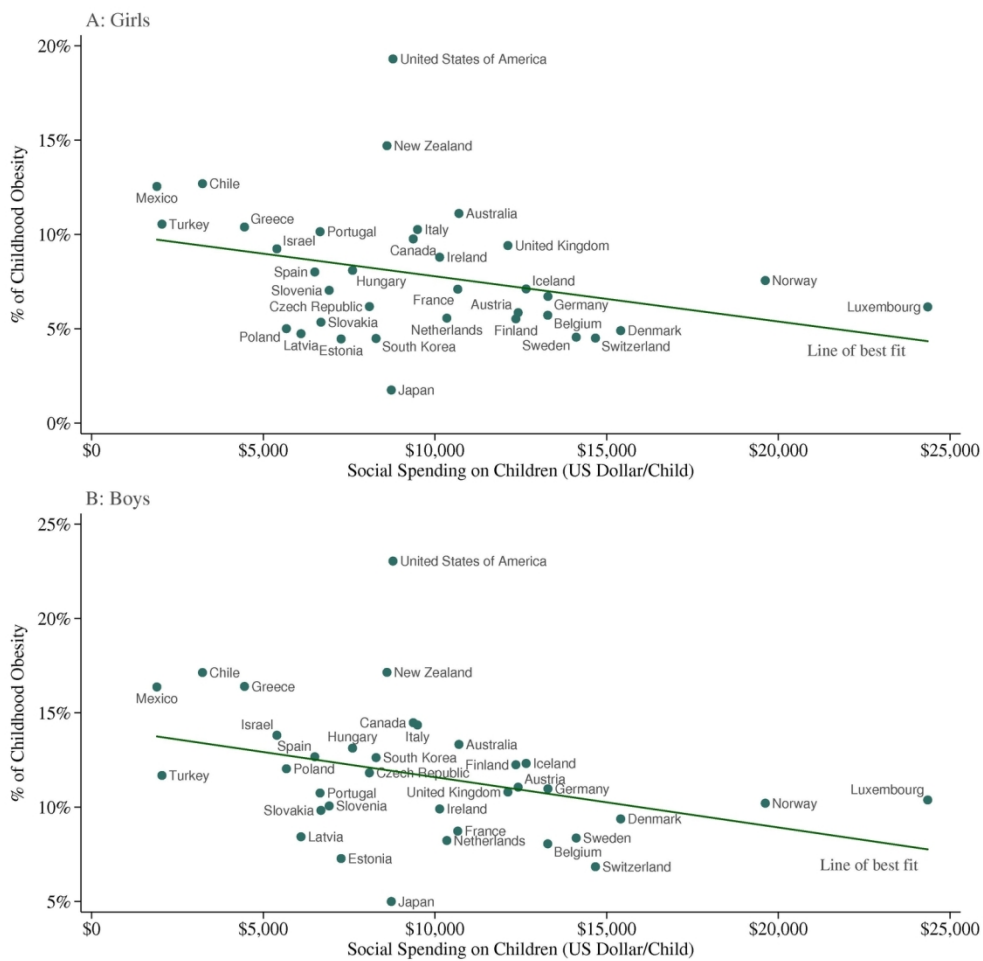 A: Girls
20%
United States of America
15%
New Zealand
Chile
Mexico
Australia
Turkey
Greece
Portugal
Italy
10%
Israel
Canada
United Kingdom
Ireland
Spain
Hungary
Iceland
Norway
Slovenia
France
Germany
Czech Republic
Austria
Luxembourg
Slovakia
Netherlands
Belgium
5%
Poland
Latvia
Estonia
South Korea
Finland
Sweden
Denmark
Switzerland
Line of best fit
Japan
0%
% of Childhood Obesity
$0 $5,000 $10,000 $15,000 $20,000 $25,000
Social Spending on Children (US Dollar/Child)
B: Boys
25%
United States of America
20%
Chile
New Zealand
Mexico
Greece
15%
Israel
Canada
Italy
Hungary
Australia
Spain
South Korea
Finland
Iceland
Turkey
Poland
Czech Republic
Austria
Portugal
United Kingdom
Germany
Luxembourg
10%
Slovakia
Slovenia
Ireland
Norway
Denmark
Latvia
France
Netherlands
Sweden
Belgium
Estonia
Switzerland
Line of best fit
5%
Japan
% of Childhood Obesity
$0 $5,000 $10,000 $15,000 $20,000 $25,000
Social Spending on Children (US Dollar/Child)